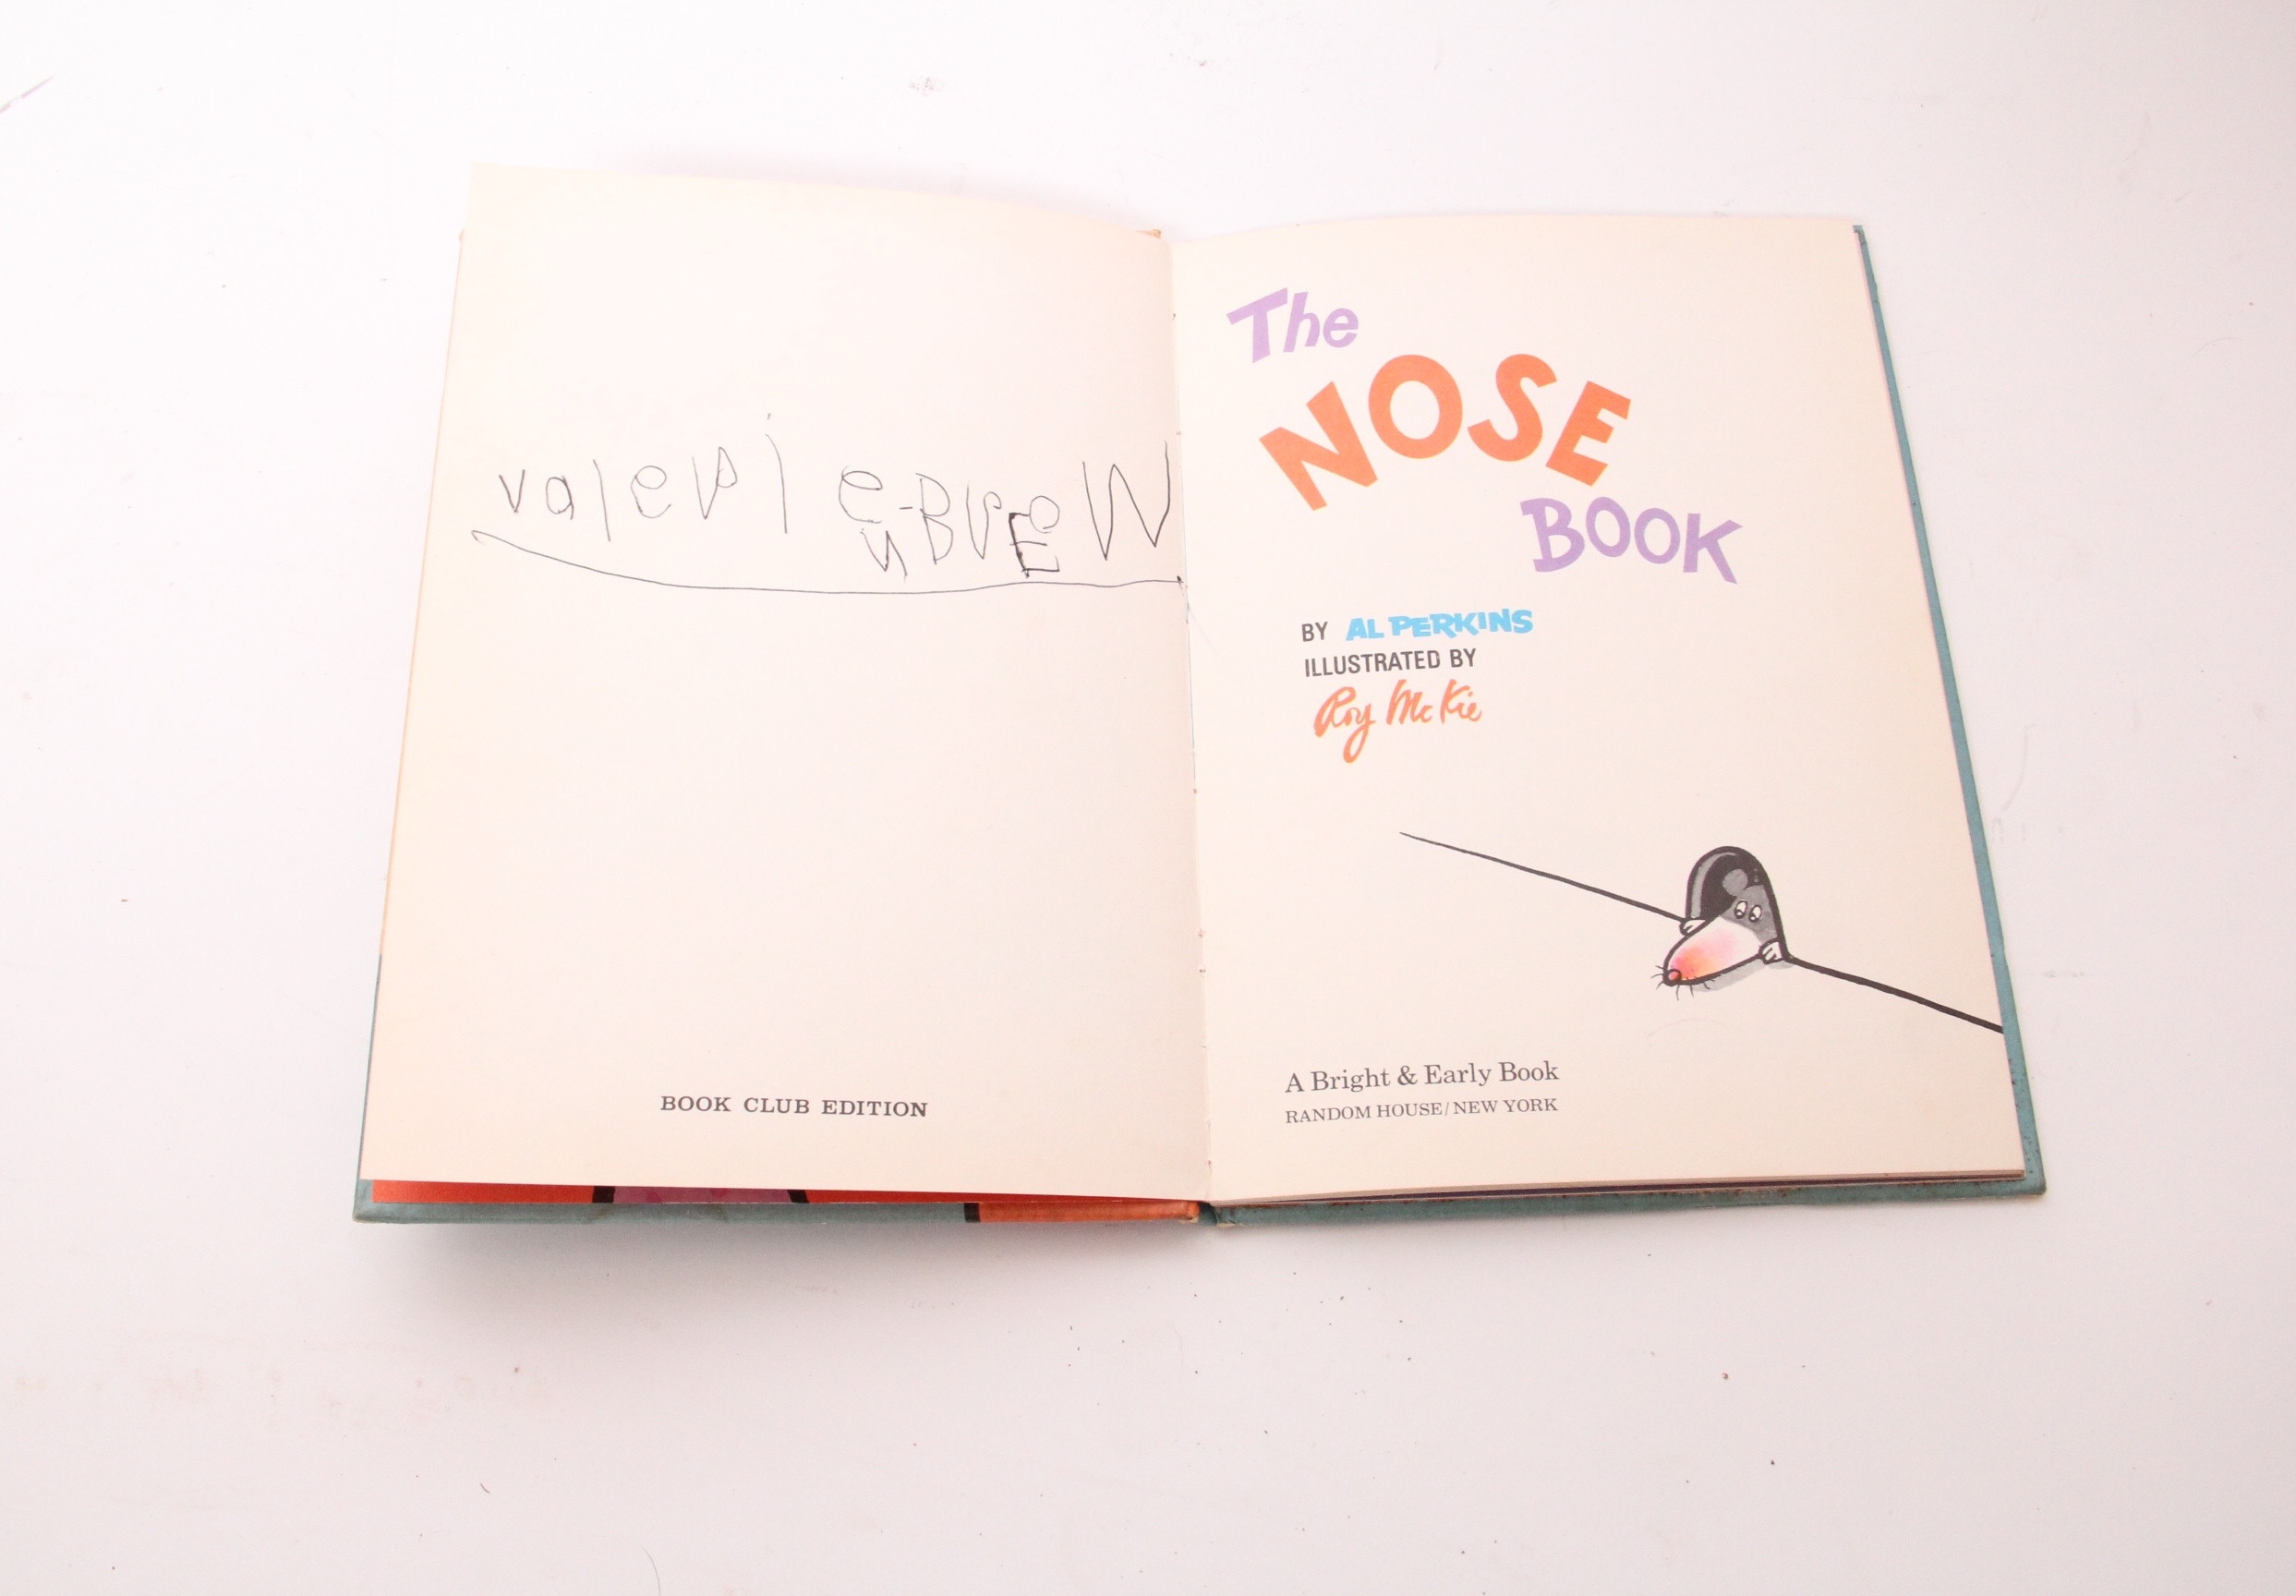 valerie
BOOK CLUB EDITION
The
NOSE
BOOK
BY AL PERKINS
ILLUSTRATED BY
Roy McKie
A Bright & Early Book
RANDOM HOUSE/NEW YORK